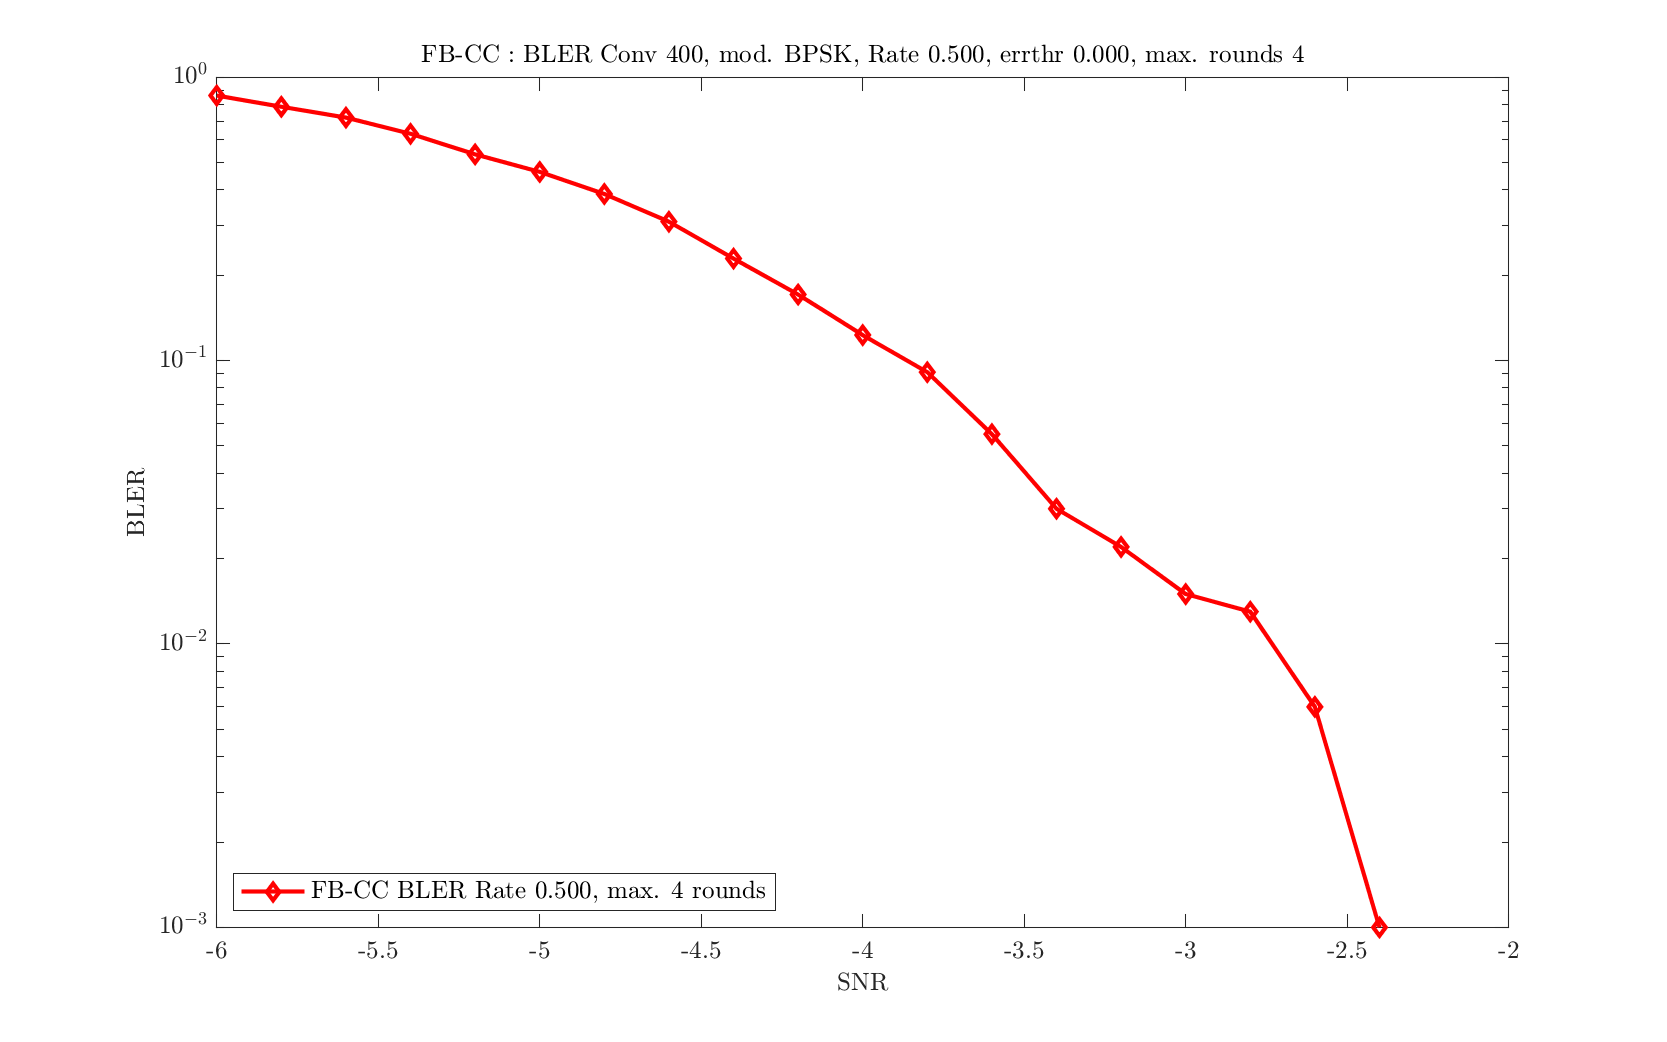 FB-CC : BLER Conv 400, mod. BPSK, Rate 0.500, errthr 0.000, max. rounds 4
10⁰
10⁻¹
10⁻²
10⁻³
BLER
FB-CC BLER Rate 0.500, max. 4 rounds
-6 -5.5 -5 -4.5 -4 -3.5 -3 -2.5 -2
SNR